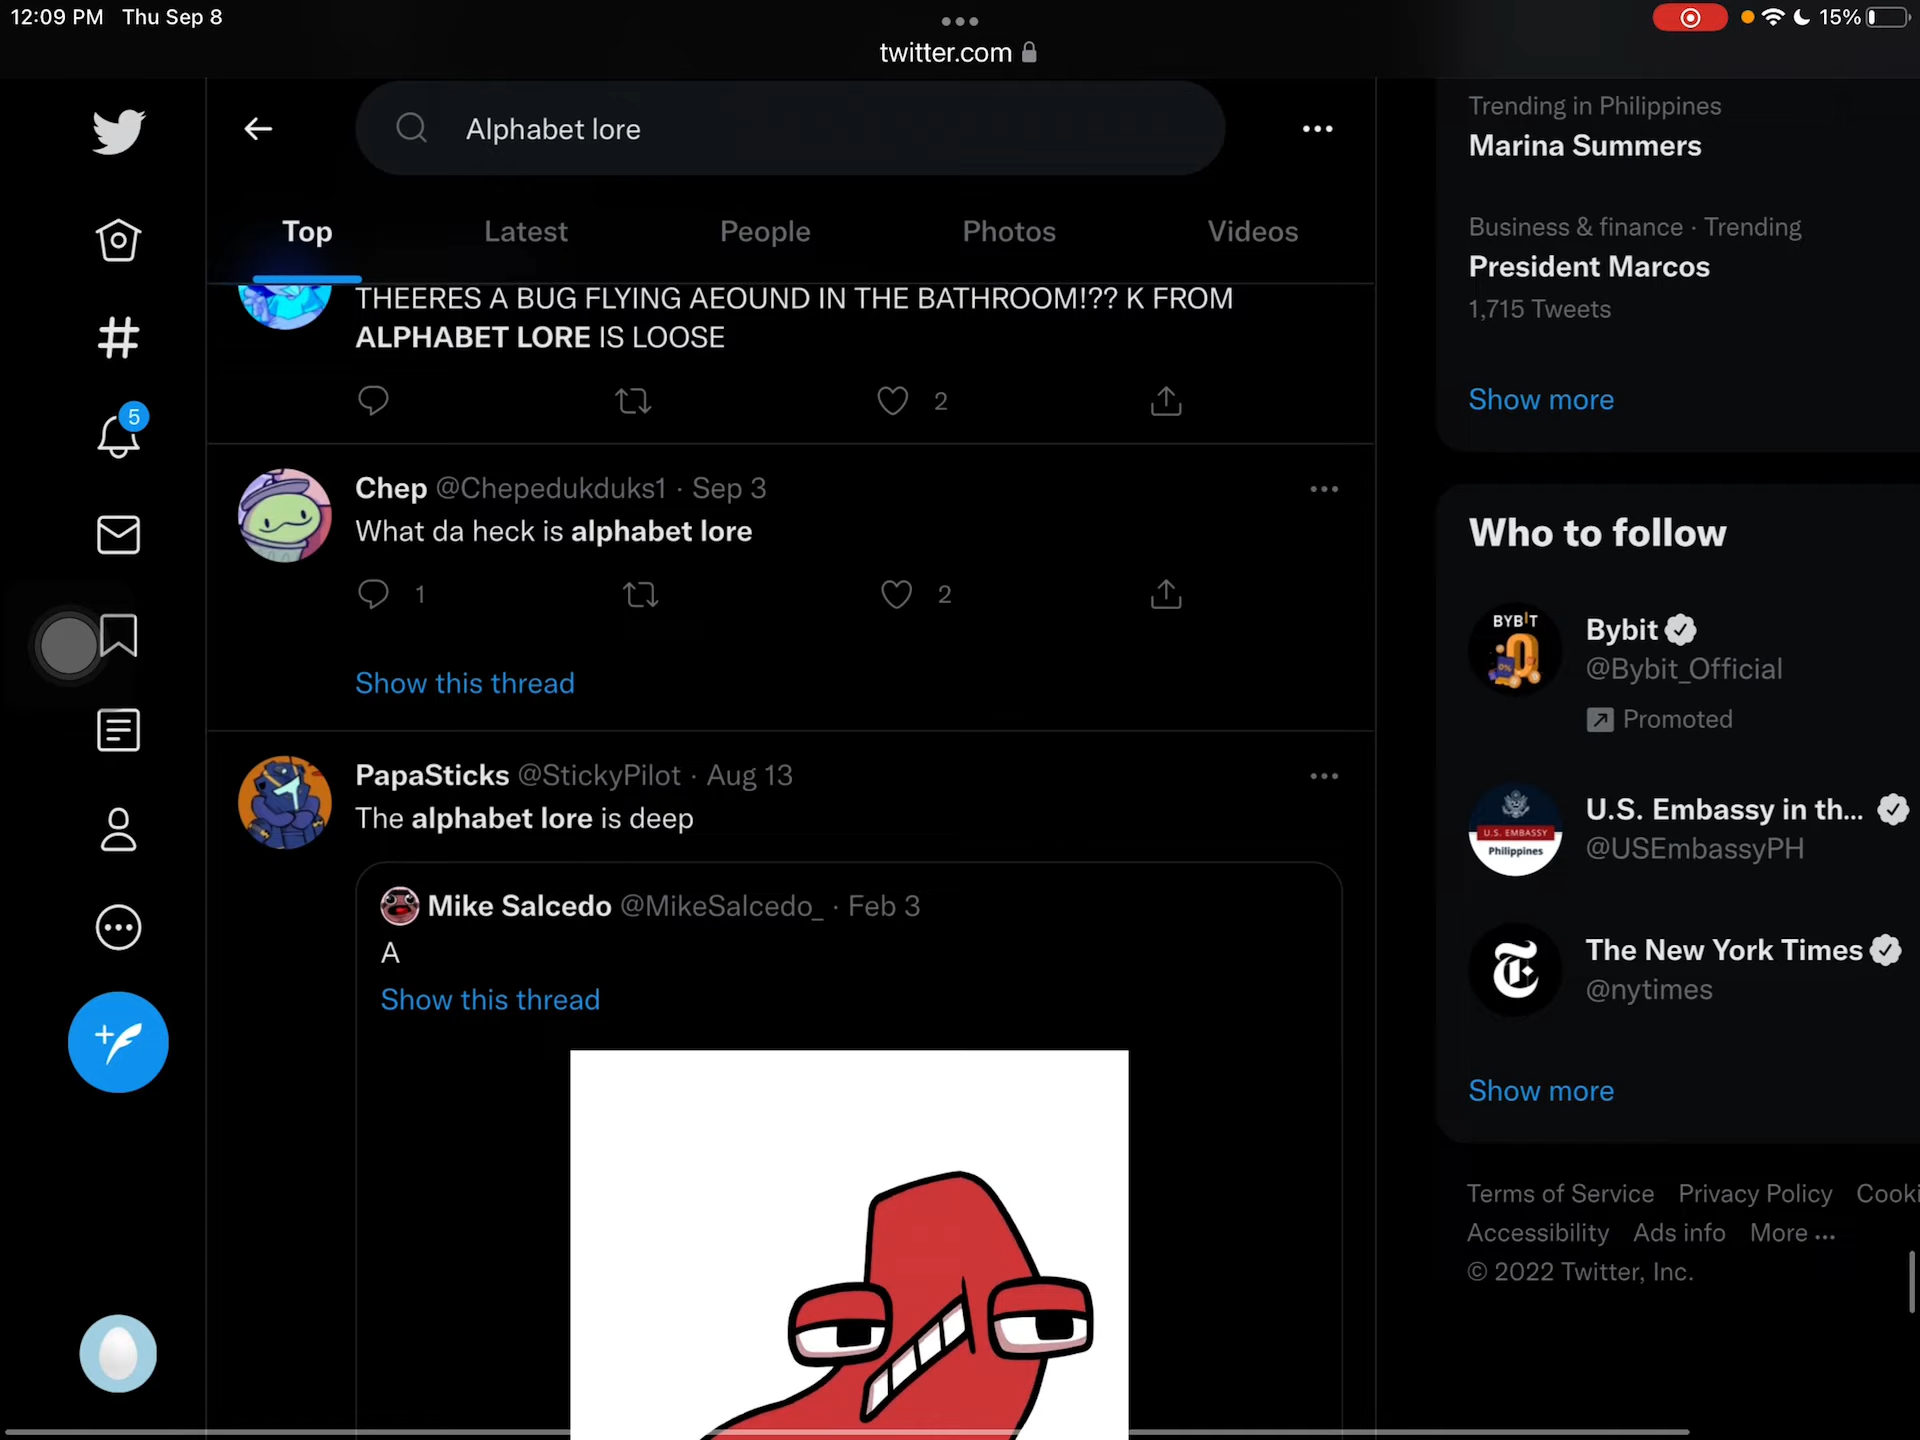 12:09 PM Thu Sep 8
15%
twitter.com
Alphabet lore
Top Latest People Photos Videos
THEERES A BUG FLYING AEOUND IN THE BATHROOM!?? K FROM
ALPHABET LORE IS LOOSE
2
5
Chep @Chepedukduks1 · Sep 3
What da heck is alphabet lore
1 2
Show this thread
PapaSticks @StickyPilot · Aug 13
The alphabet lore is deep
Mike Salcedo @MikeSalcedo_ · Feb 3
A
Show this thread
Trending in Philippines
Marina Summers
Business & finance · Trending
President Marcos
1,715 Tweets
Show more
Who to follow
BYBIT
0%
Bybit
@Bybit_Official
Promoted
U.S. EMBASSY
Philippines
U.S. Embassy in th...
@USEmbassyPH
The New York Times
@nytimes
Show more
Terms of Service Privacy Policy Cooki
Accessibility Ads info More ...
© 2022 Twitter, Inc.